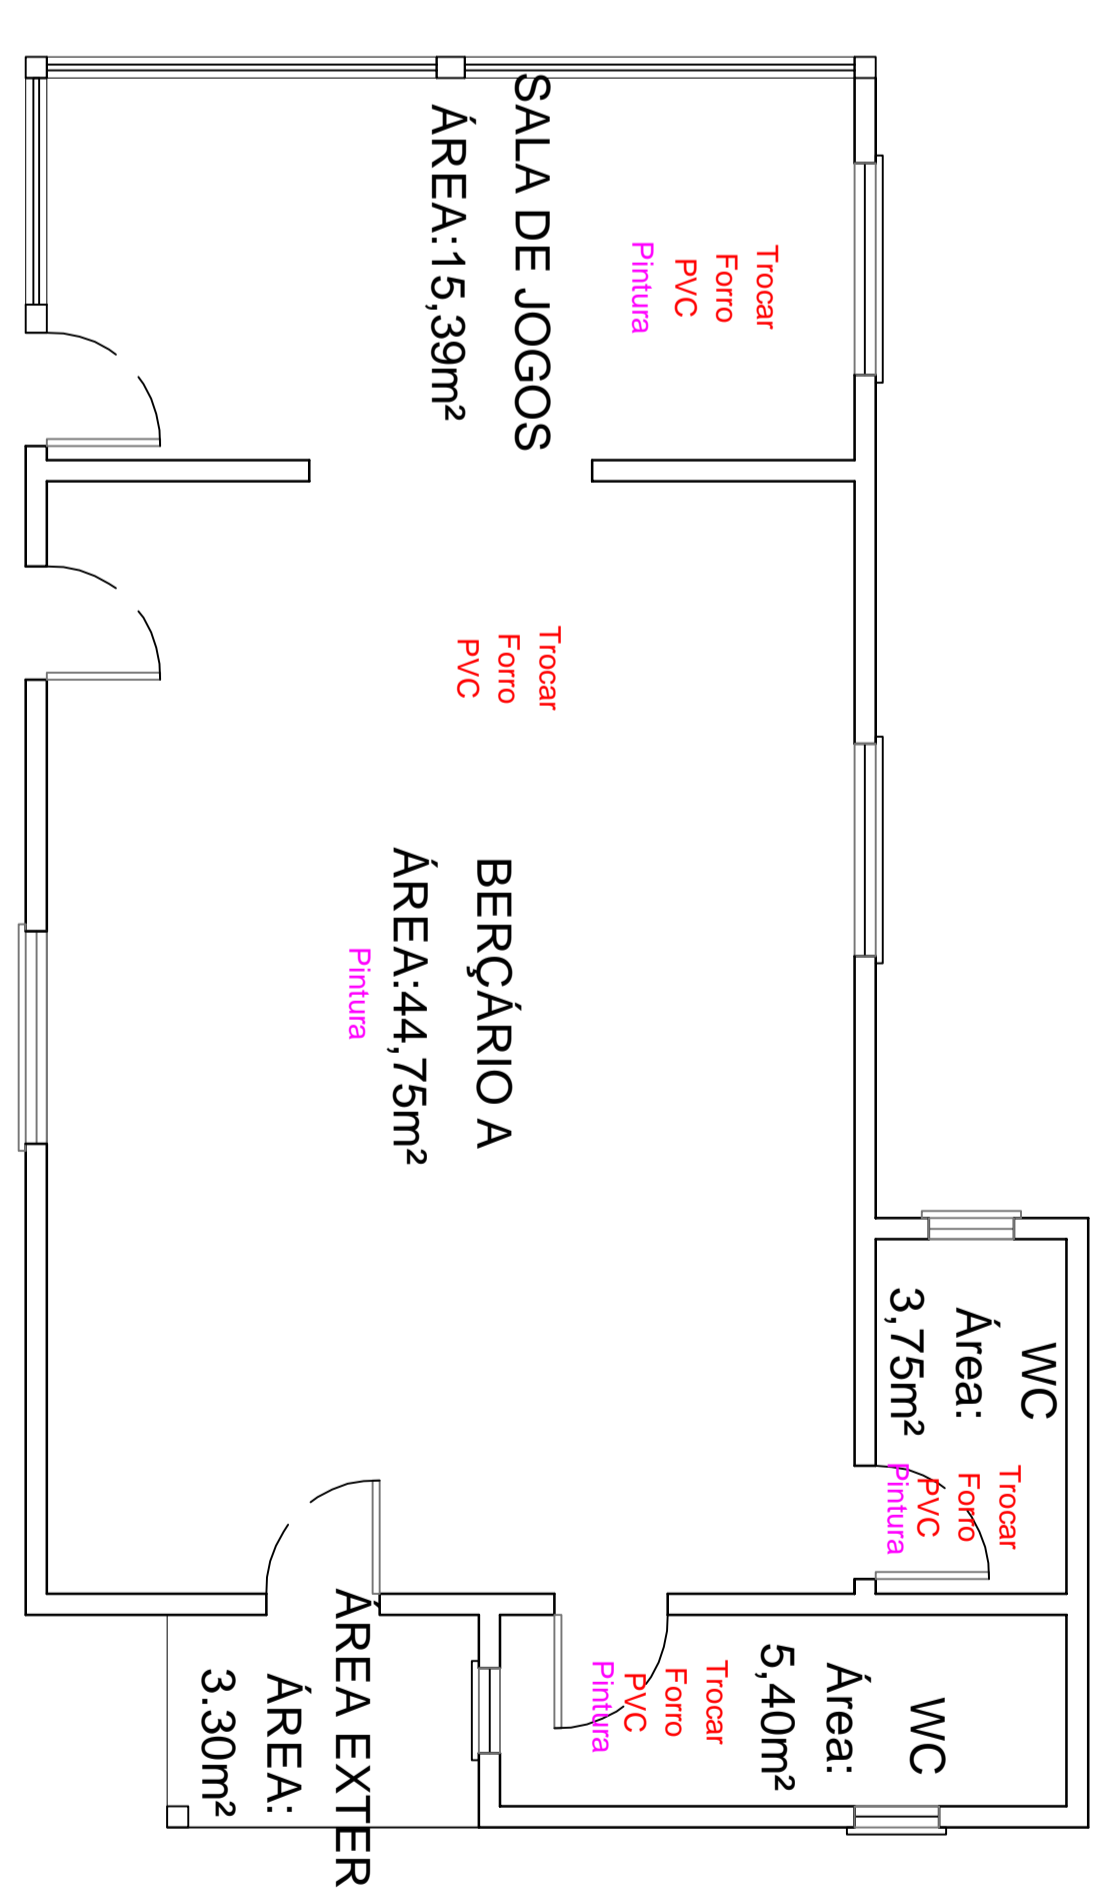 SALA DE JOGOS
ÁREA:15,39m²
Trocar
Forro
PVC
Pintura
Trocar
Forro
PVC
BERÇÁRIO A
ÁREA:44,75m²
Pintura
WC
Área:
3,75m²
Trocar
Forro
PVC
Pintura
WC
Área:
5,40m²
Trocar
Forro
PVC
Pintura
ÁREA EXTER
ÁREA:
3.30m²